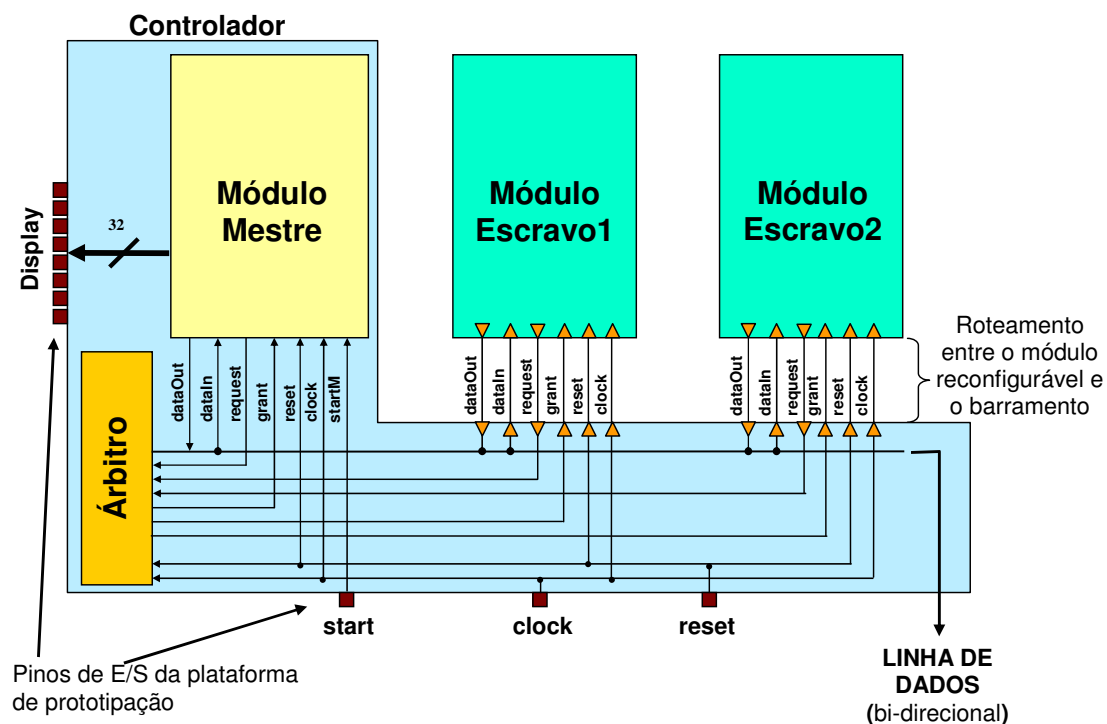 Controlador
Módulo
Mestre
Módulo
Escravo1
Módulo
Escravo2
32
Display
Roteamento
entre o módulo
reconfigurável e
o barramento
dataOut
dataIn
request
grant
reset
clock
startM
dataOut
dataIn
request
grant
reset
clock
dataOut
dataIn
request
grant
reset
clock
Árbitro
start
clock
reset
Pinos de E/S da plataforma
de prototipação
LINHA DE
DADOS
(bi-direcional)